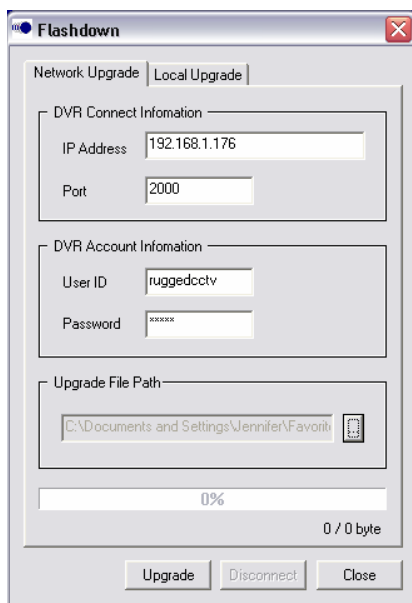 Flashdown
Network Upgrade Local Upgrade
DVR Connect Infomation
IP Address 192.168.1.176
Port 2000
DVR Account Infomation
User ID ruggedcctv
Password *****
Upgrade File Path
C:\Documents and Settings\Jennifer\Favorit
0%
0 / 0 byte
Upgrade Disconnect Close